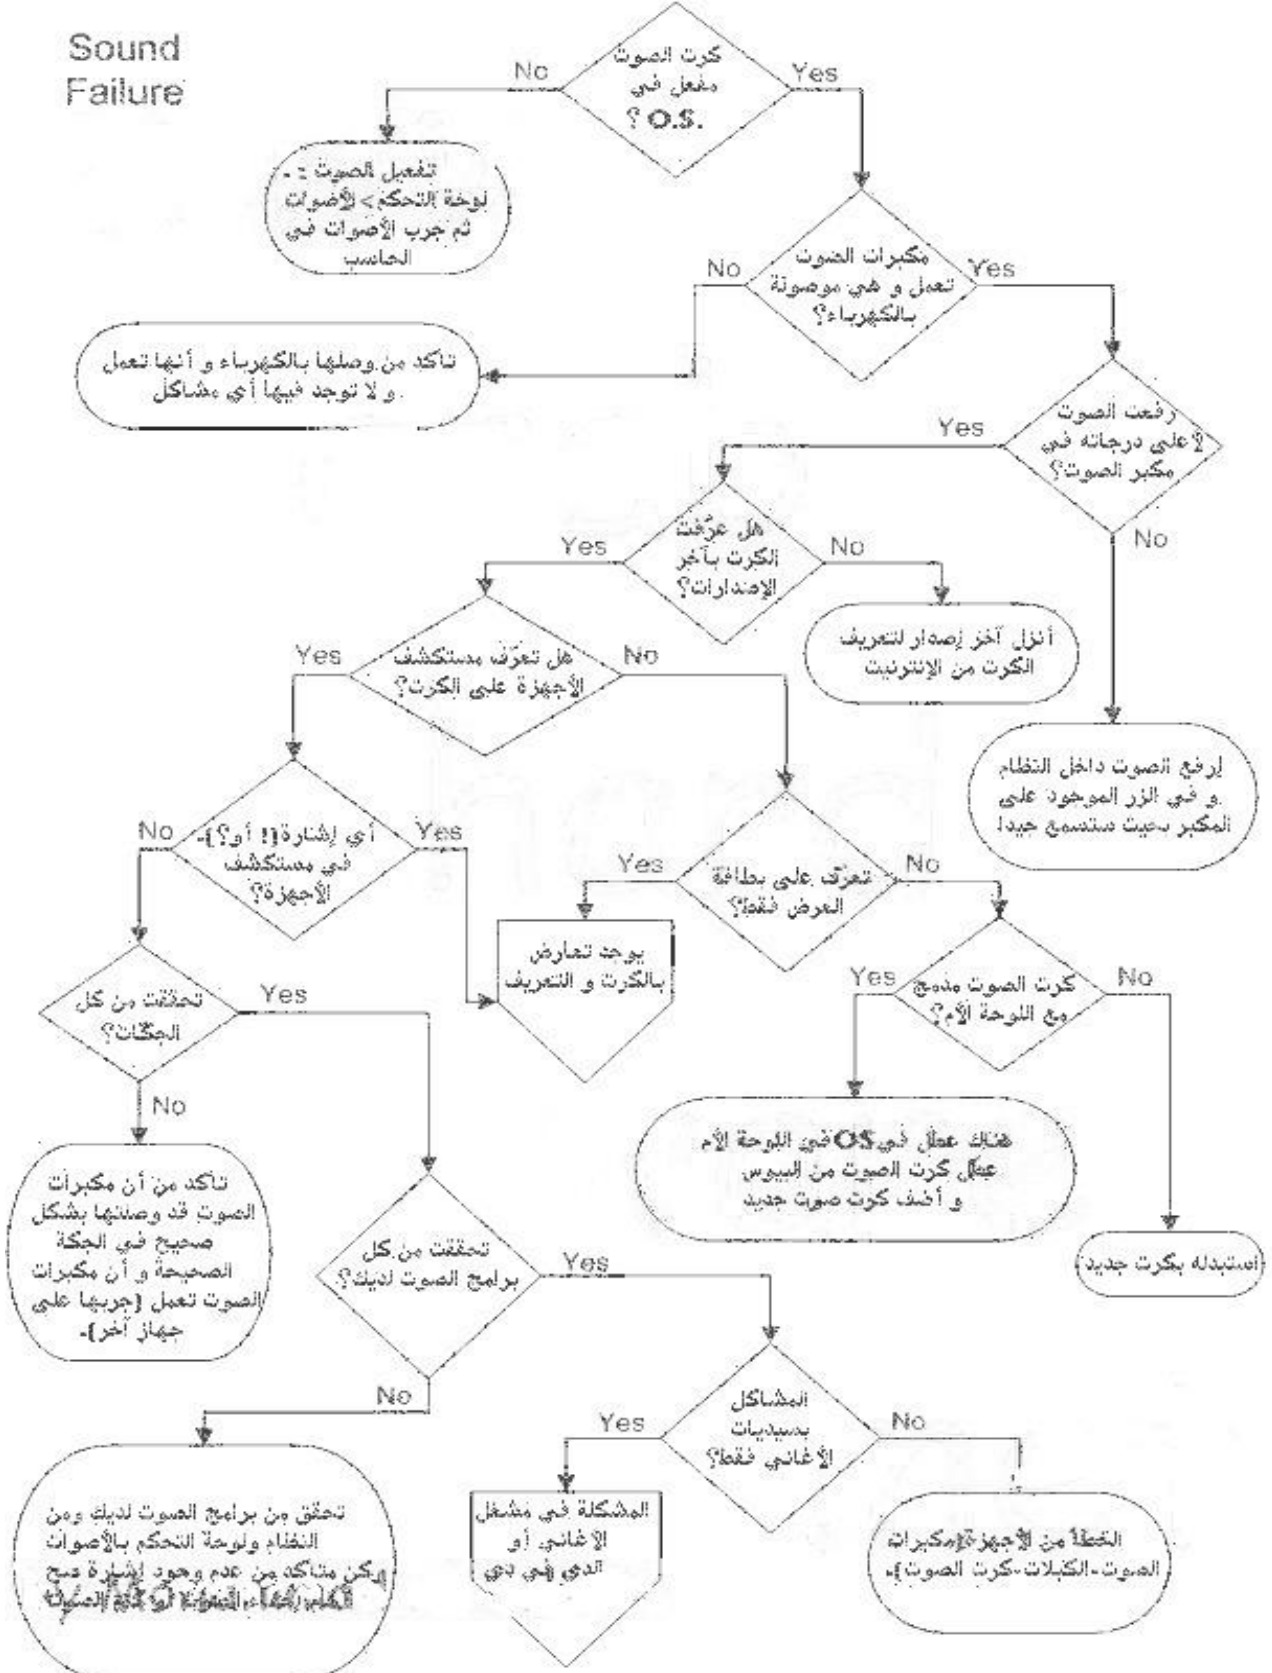 Sound
Failure
كرت الصوت
مفعل في
O.S. ؟
No
Yes
تفعيل الصوت : -
لوحة التحكم > الأصوات
ثم جرب الأصوات في
الحاسب
مكبرات الصوت
تعمل و هي موصولة
بالكهرباء؟
No
Yes
تأكد من وصلها بالكهرباء و أنها تعمل
و لا توجد فيها أي مشاكل
رفعت الصوت
لأعلى درجاته في
مكبر الصوت؟
Yes
No
هل عرّفت
الكرت بآخر
الإصدارات؟
Yes
No
أنزل آخر إصدار لتعريف
الكرت من الإنترنيت
هل تعرّف مستكشف
الأجهزة على الكرت؟
Yes
No
إرفع الصوت داخل النظام
و في الزر الموجود على
المكبر بحيث ستسمع جيدا
أي إشارة(! أو؟)-
في مستكشف
الأجهزة؟
No
Yes
تعرّف على بطاقة
العرض فقط؟
Yes
No
يوجد تعارض
بالكرت و التعريف
كرت الصوت مدمج
مع اللوحة الأم؟
Yes
No
تحققت من كل
الجكّات؟
Yes
No
هناك عطل في OS في اللوحة الأم
عطّل كرت الصوت من البيوس
و أضف كرت صوت جديد
استبدله بكرت جديد
تأكد من أن مكبرات
الصوت قد وصلتها بشكل
صحيح في الجكة
الصحيحة و أن مكبرات
الصوت تعمل (جربها على
جهاز آخر)-
تحققت من كل
برامج الصوت لديك؟
Yes
No
المشاكل
بسيديات
الأغاني فقط؟
Yes
No
تحقق من برامج الصوت لديك ومن
النظام ولوحة التحكم بالأصوات
وكن متأكد من عدم وجود إشارة صح
الصوت
المشكلة في مشغل
الأغاني أو
الدي في دي
الخطأ من الأجهزة(مكبرات
الصوت-الكبلات-كرت الصوت)-